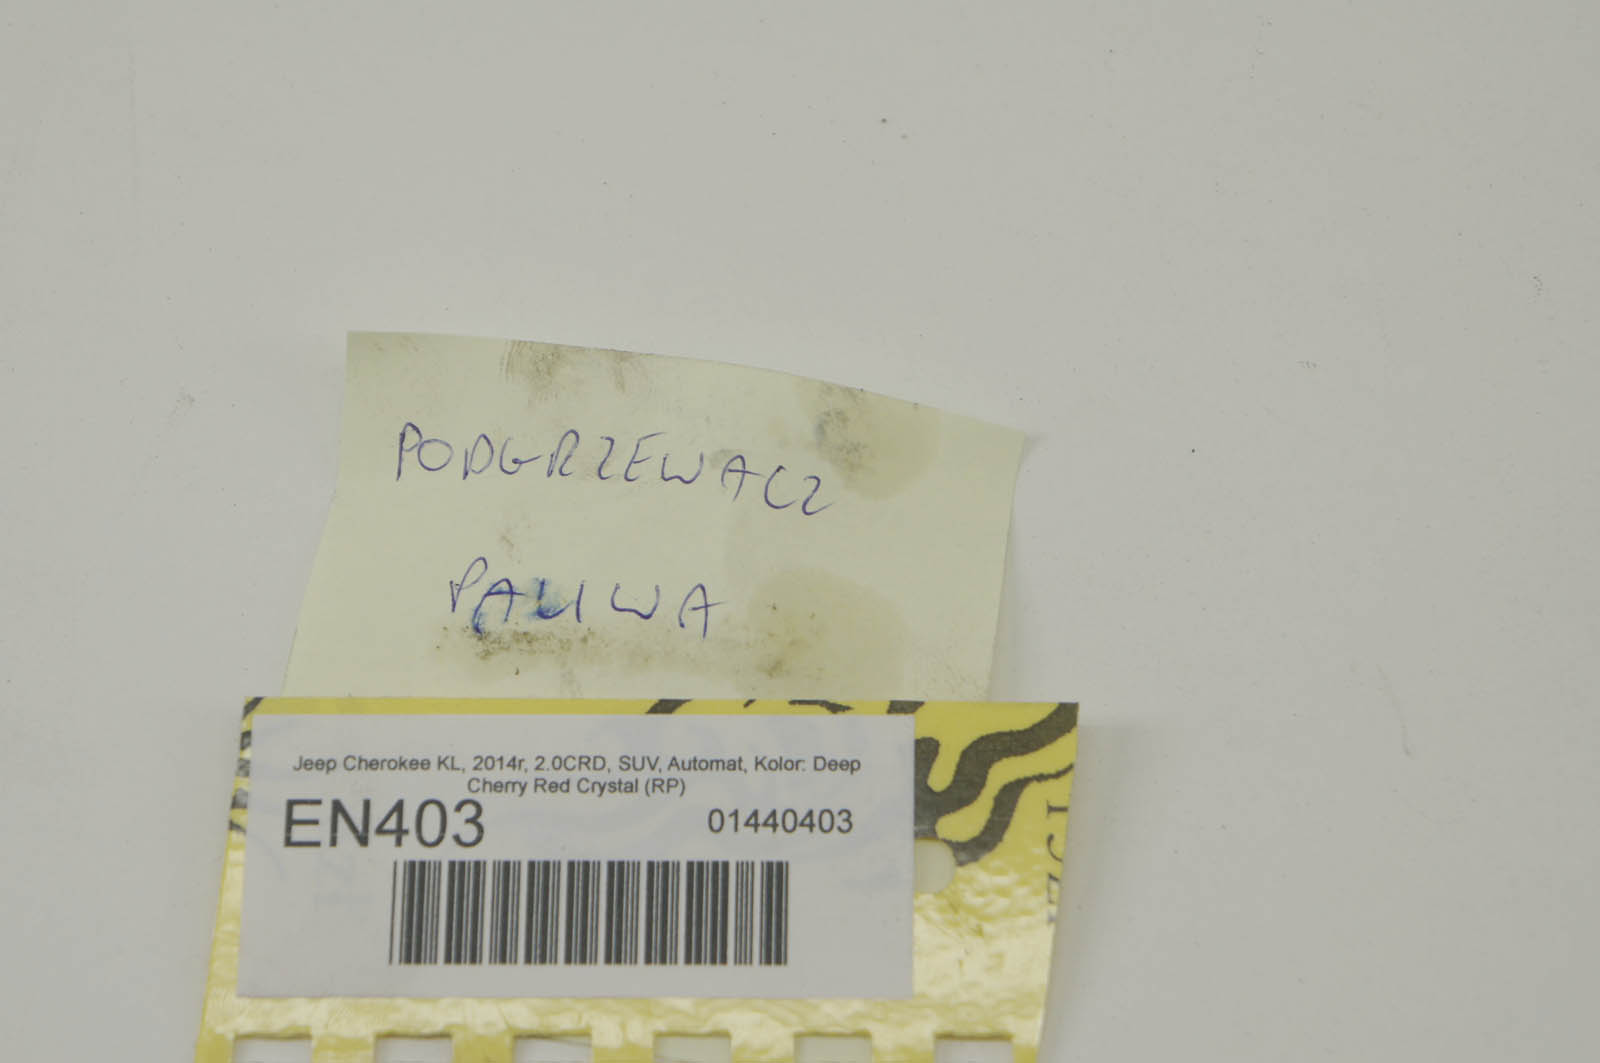 PODGRZEWACZ
PALIWA
Jeep Cherokee KL, 2014r, 2.0CRD, SUV, Automat, Kolor: Deep
Cherry Red Crystal (RP)
EN403
01440403